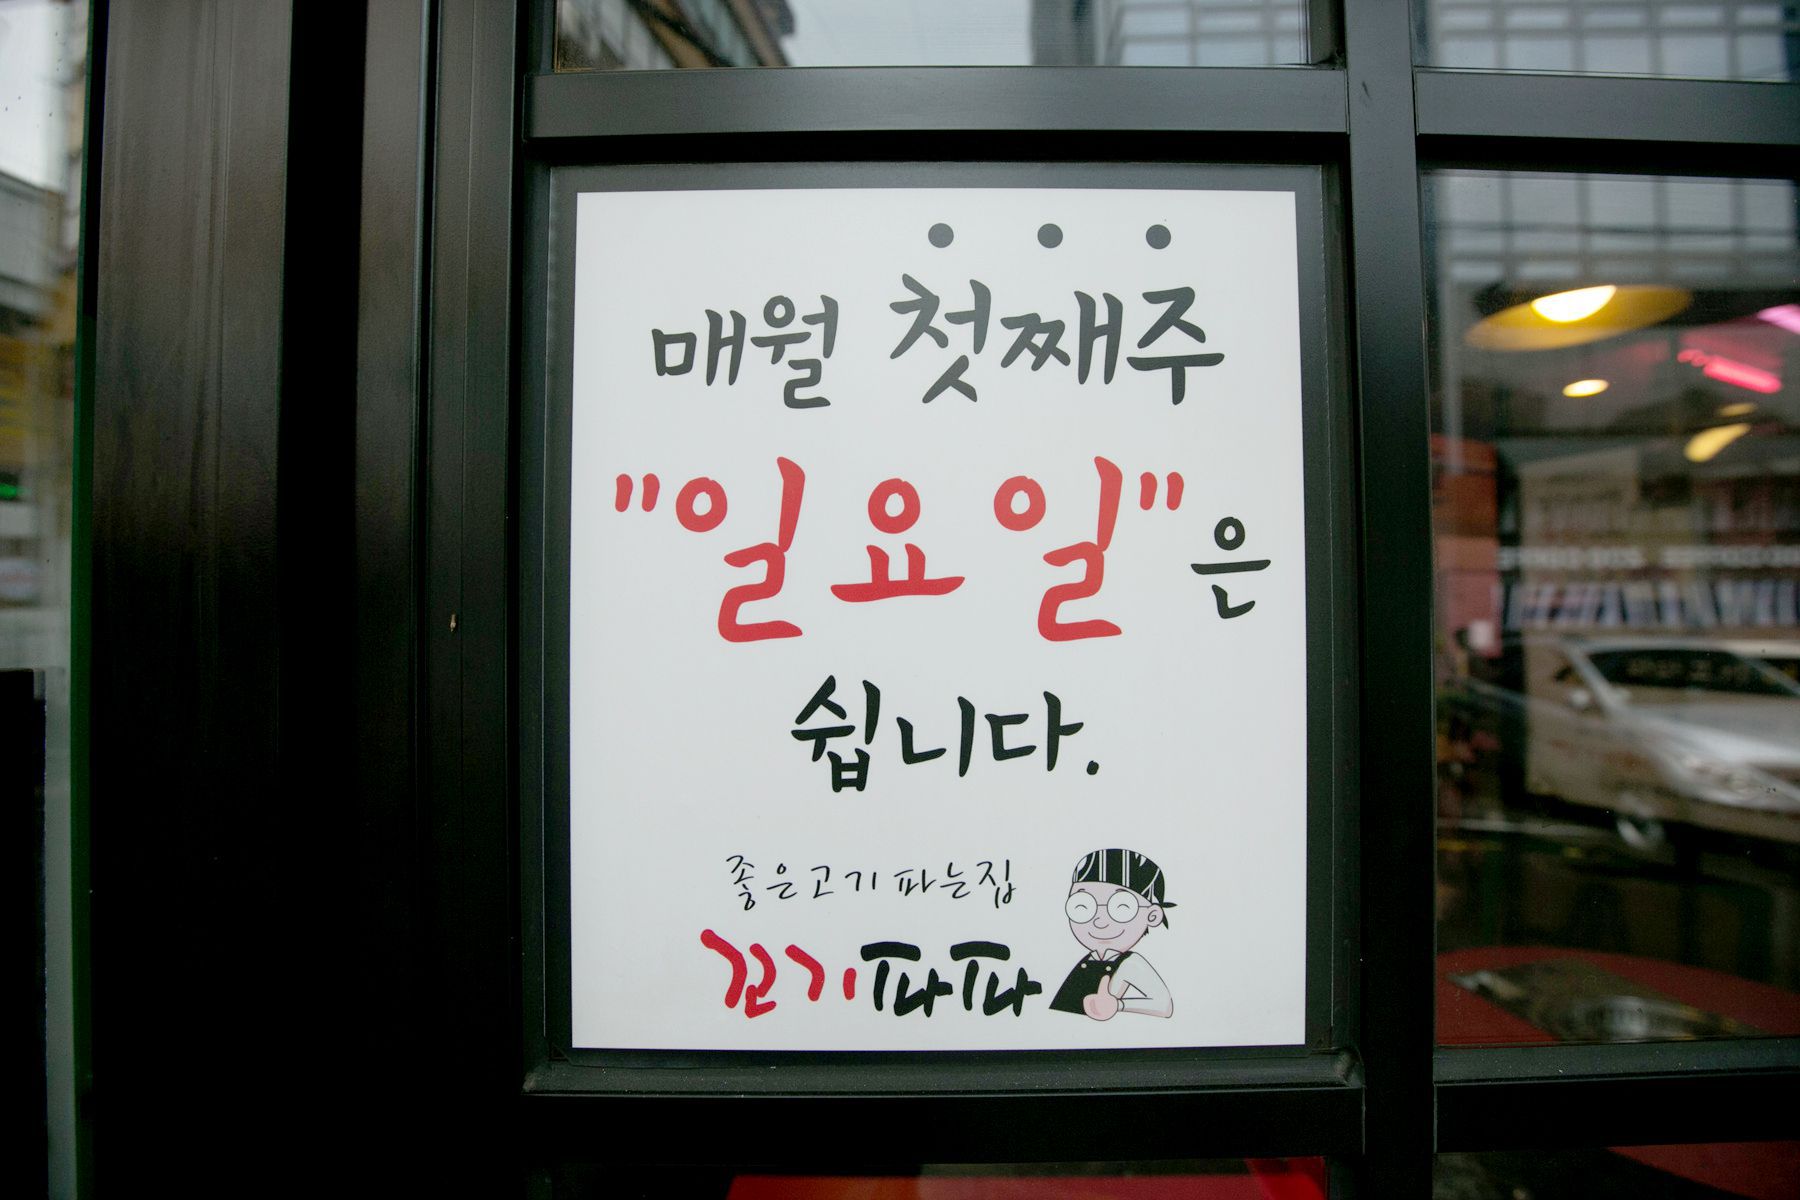 매월 첫째주
"일요일"은
쉽니다.
좋은고기 파는집
꼬기파파